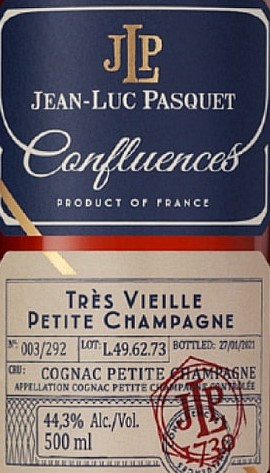 JLP
JEAN-LUC PASQUET
Confluences
PRODUCT OF FRANCE
TRÈS VIEILLE
PETITE CHAMPAGNE
N°: 003/292 LOT: L.49.62.73 BOTTLED: 27/01/2021
CRU: COGNAC PETITE CHAMPAGNE
APPELLATION COGNAC PETITE CHAMPAGNE CONTRÔLÉE
44,3% Alc./Vol.
500 ml
JLP
1730